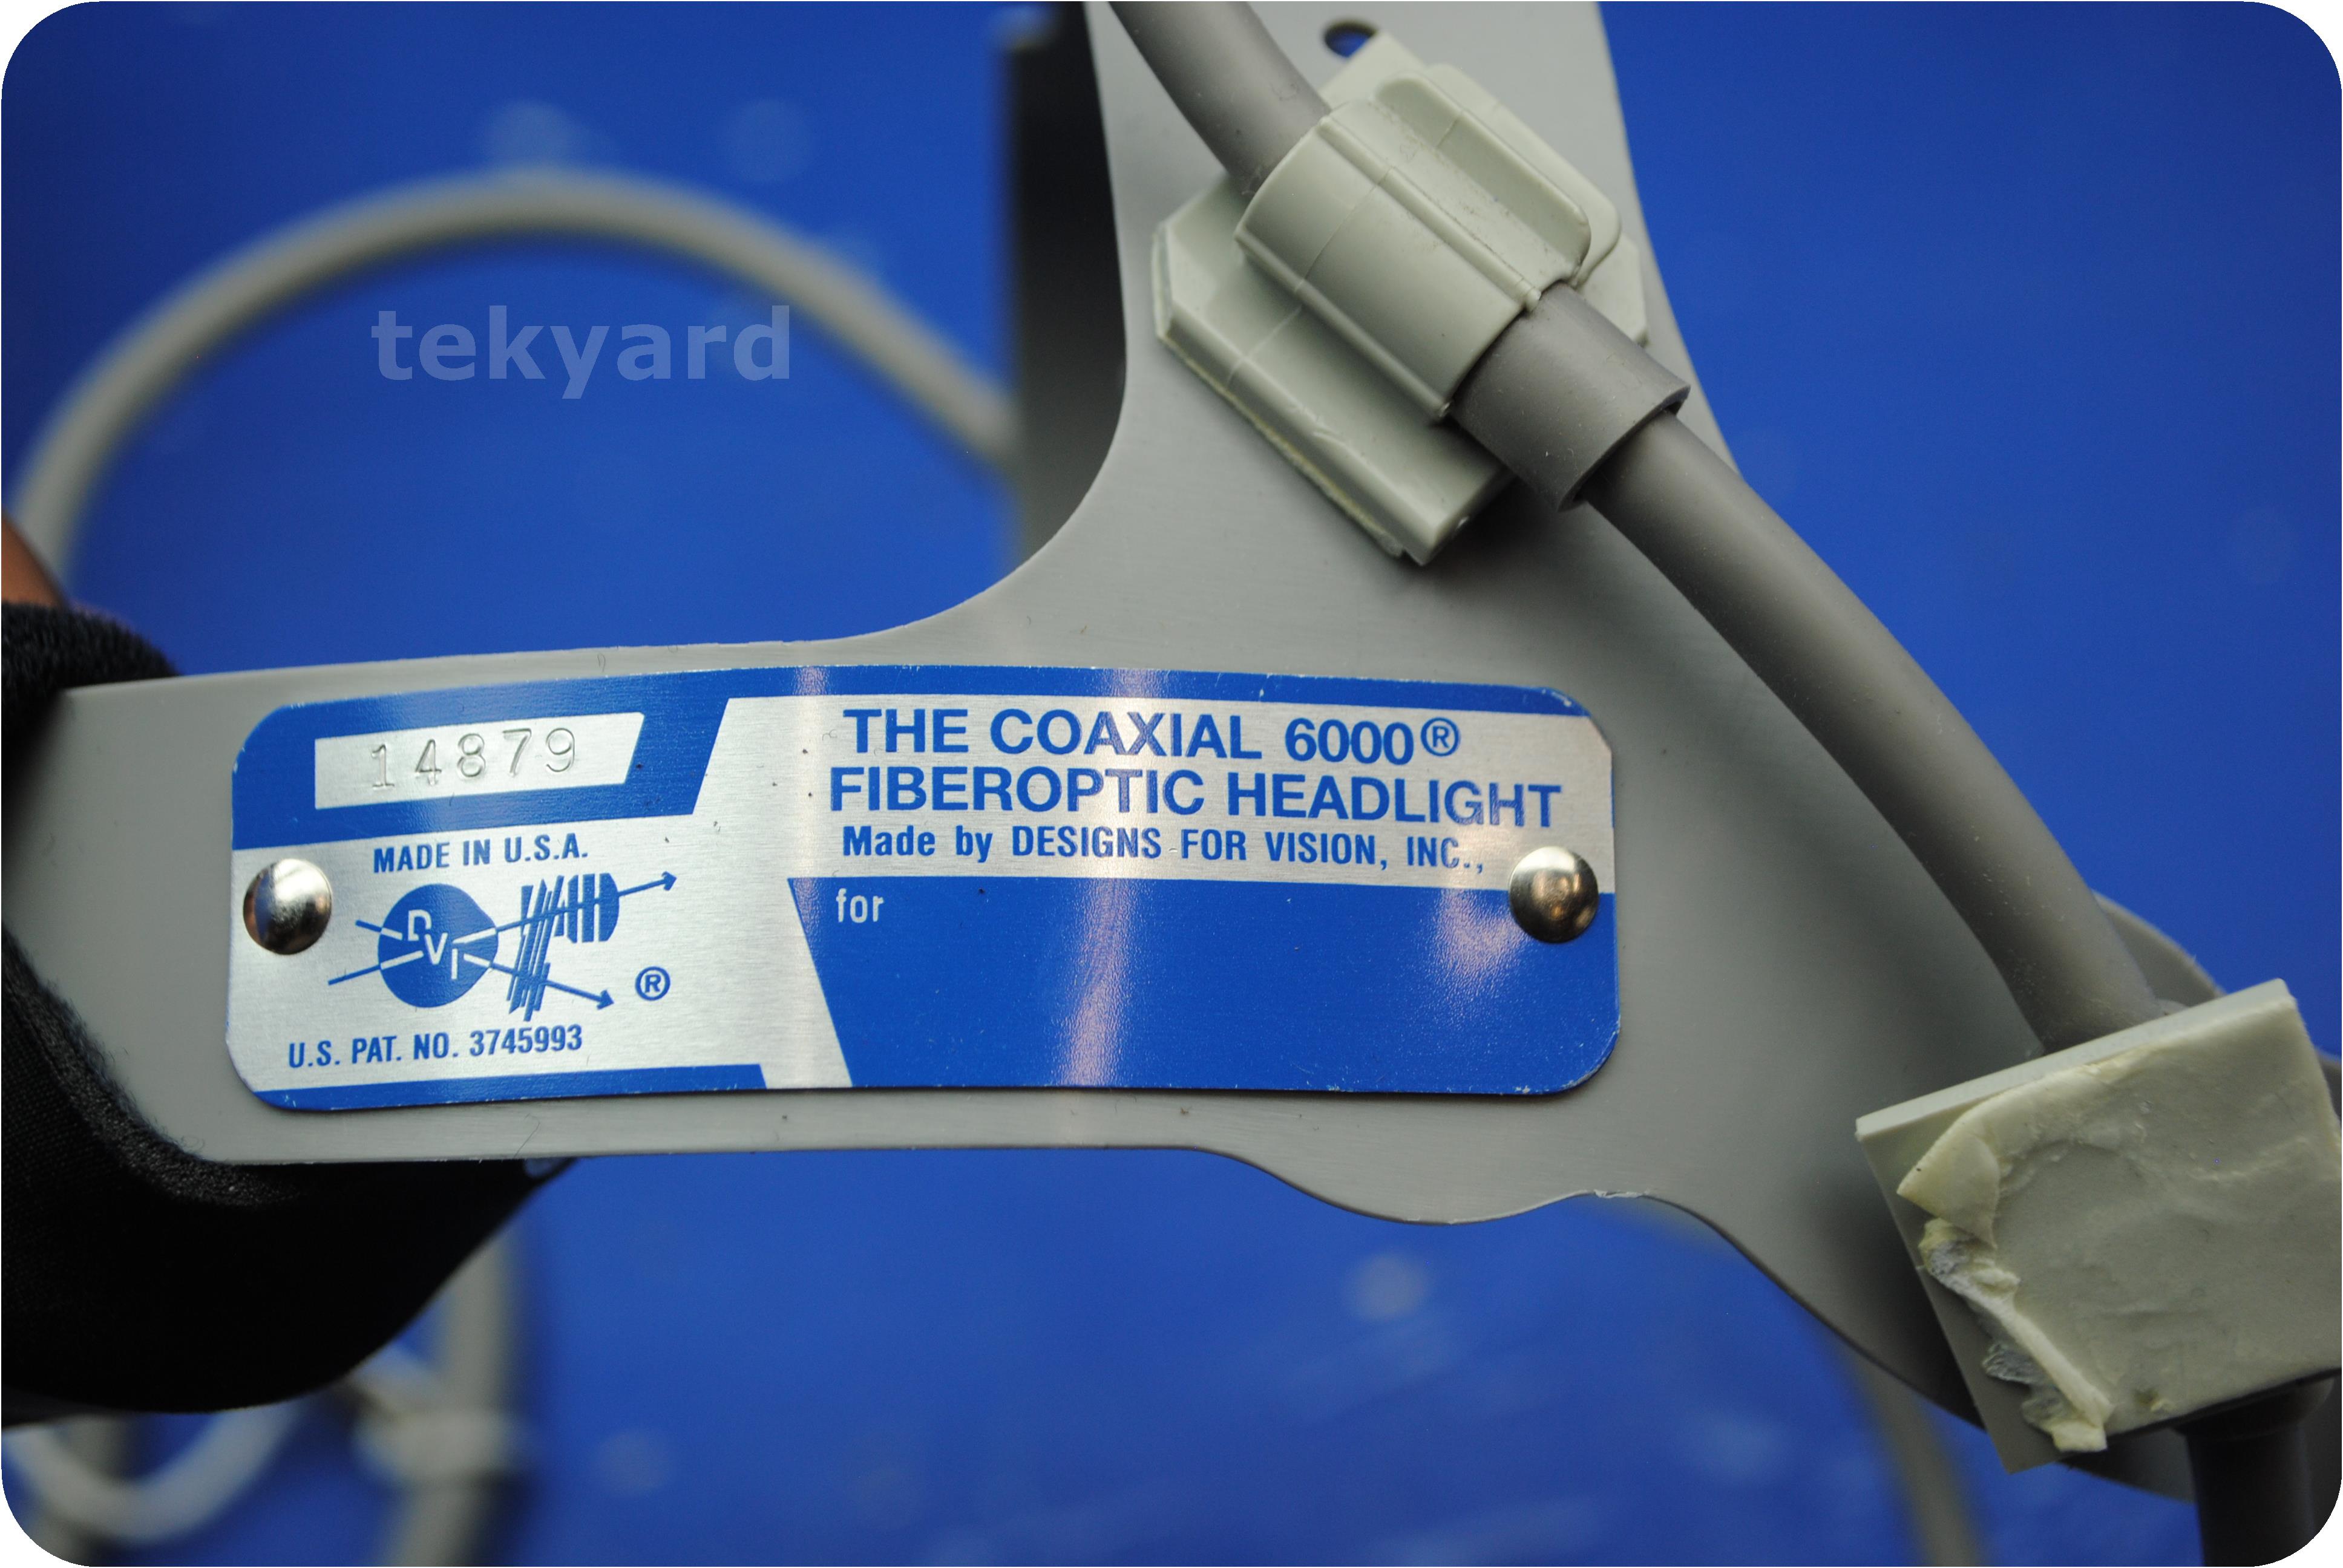 tekyard
14879
THE COAXIAL 6000®
FIBEROPTIC HEADLIGHT
Made by DESIGNS FOR VISION, INC.,
for
MADE IN U.S.A.
DVI
®
U.S. PAT. NO. 3745993